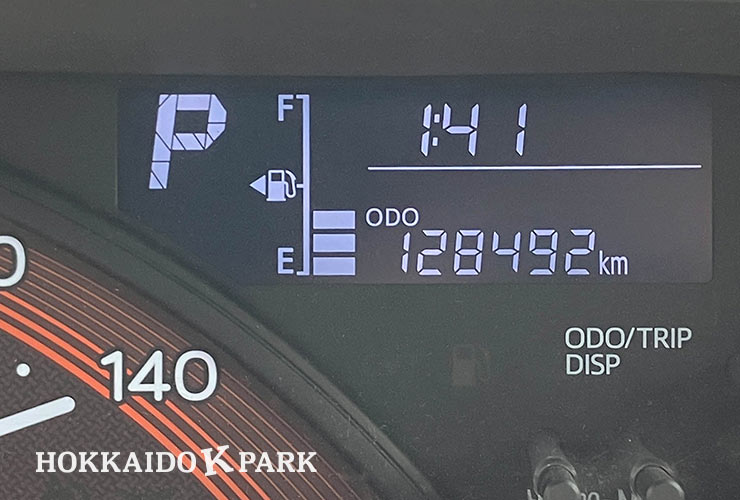 P
F
1:41
ODO
128492km
E
0
140
ODO/TRIP
DISP
HOKKAIDO K PARK